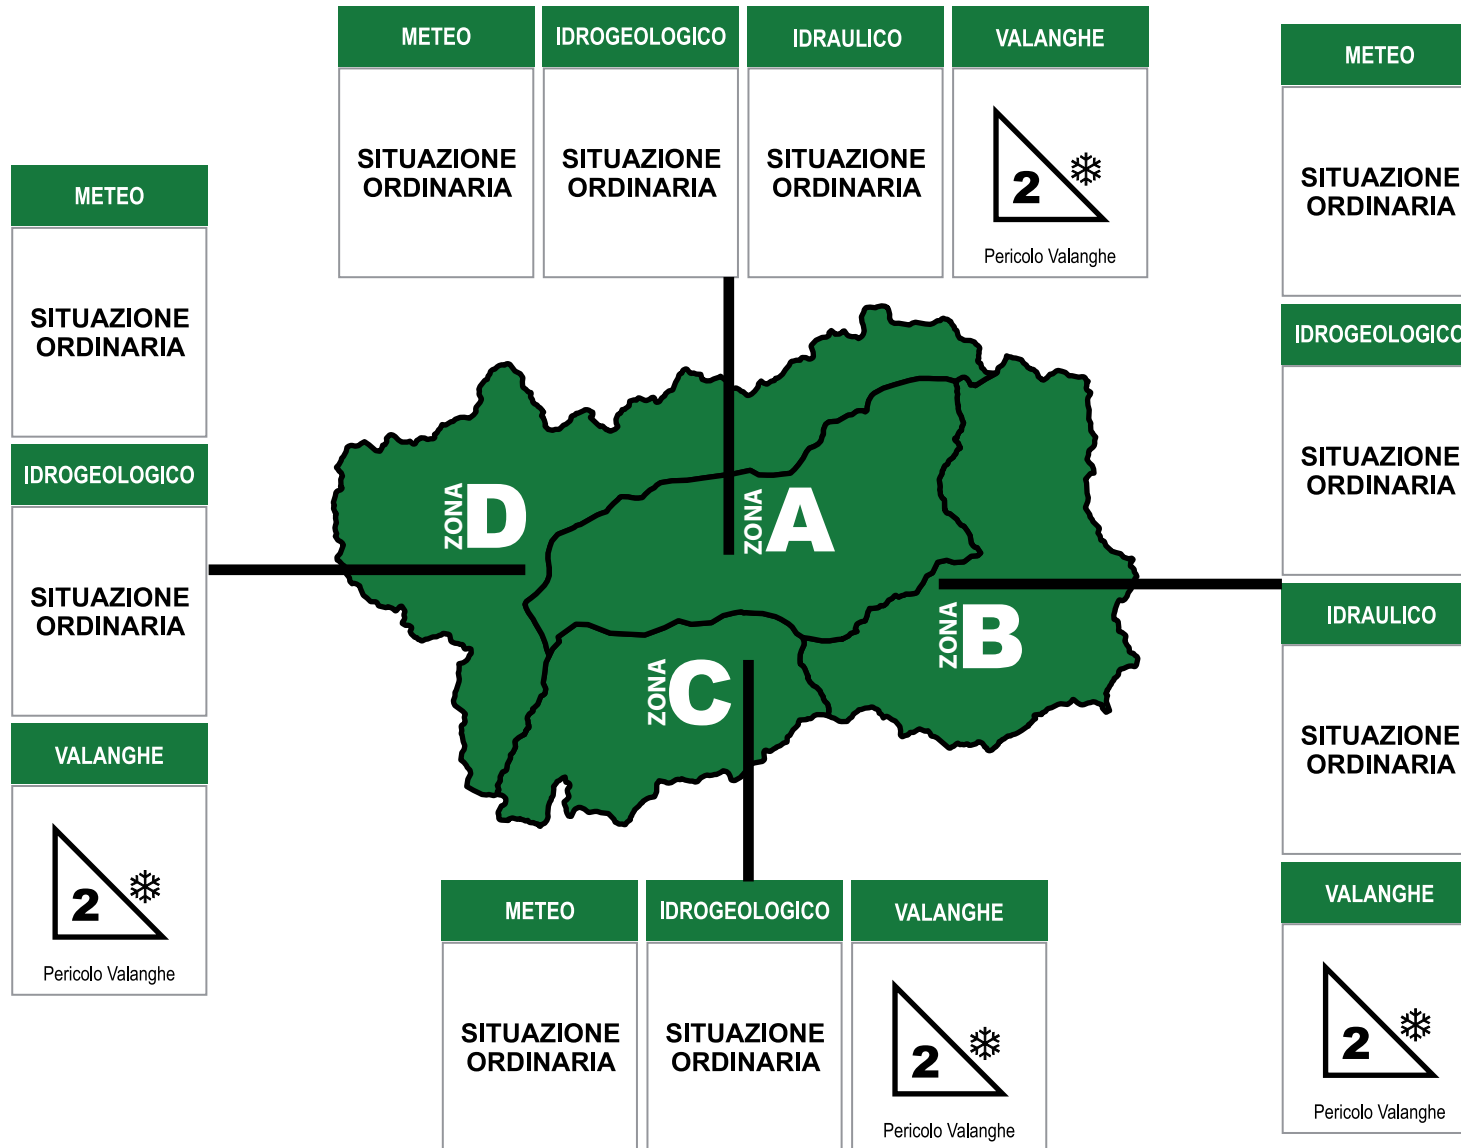 METEO
IDROGEOLOGICO
IDRAULICO
VALANGHE
SITUAZIONE
ORDINARIA
SITUAZIONE
ORDINARIA
SITUAZIONE
ORDINARIA
2
Pericolo Valanghe
METEO
SITUAZIONE
ORDINARIA
IDROGEOLOGICO
SITUAZIONE
ORDINARIA
VALANGHE
2
Pericolo Valanghe
ZONA D
ZONA A
ZONA B
ZONA C
METEO
SITUAZIONE
ORDINARIA
IDROGEOLOGICO
SITUAZIONE
ORDINARIA
IDRAULICO
SITUAZIONE
ORDINARIA
VALANGHE
2
Pericolo Valanghe
METEO
IDROGEOLOGICO
VALANGHE
SITUAZIONE
ORDINARIA
SITUAZIONE
ORDINARIA
2
Pericolo Valanghe